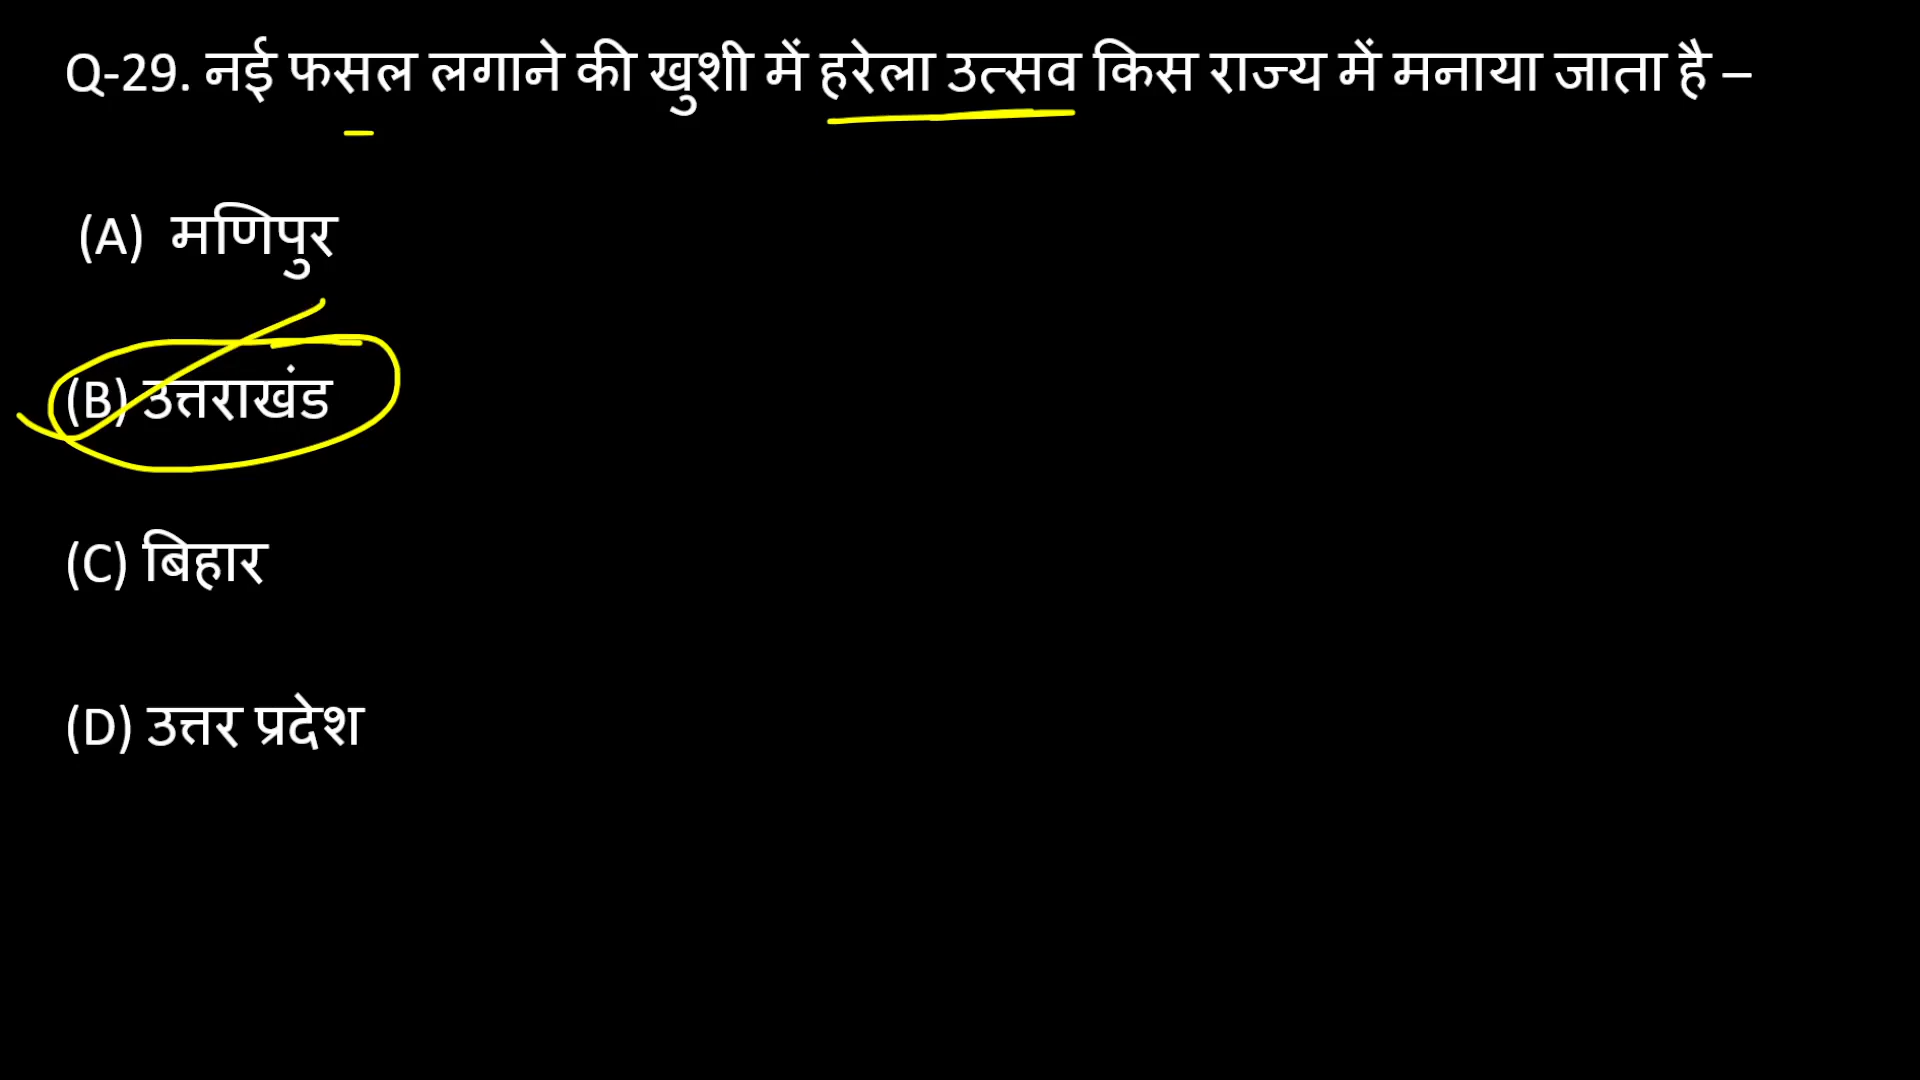 Q-29. नई फसल लगाने की खुशी में हरेला उत्सव किस राज्य में मनाया जाता है –
(A) मणिपुर
(B) उत्तराखंड
(C) बिहार
(D) उत्तर प्रदेश